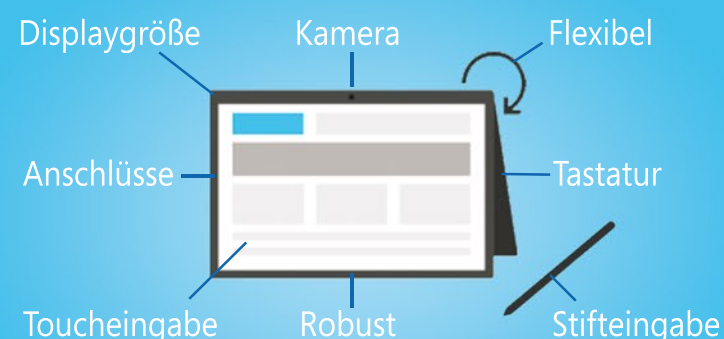 Displaygröße
Kamera
Flexibel
Anschlüsse
Tastatur
Toucheingabe
Robust
Stifteingabe